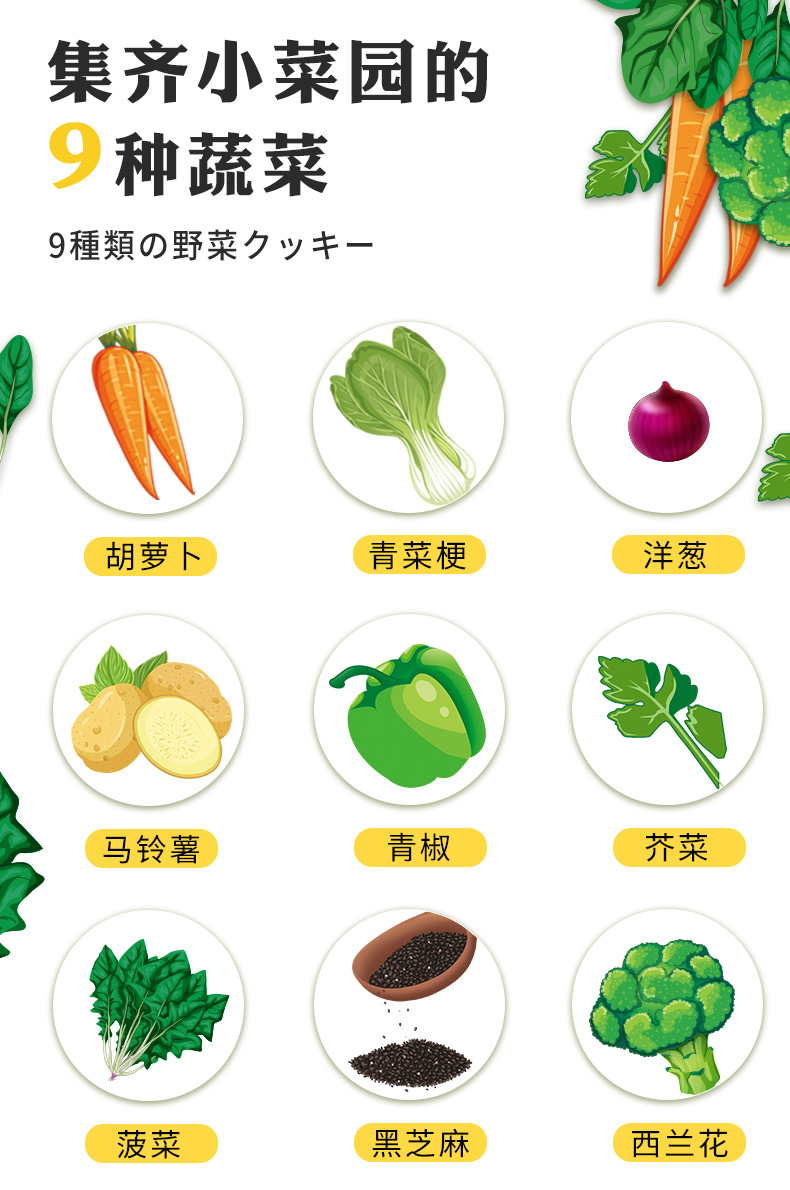 集齐小菜园的
9种蔬菜
9種類の野菜クッキー
胡萝卜
青菜梗
洋葱
马铃薯
青椒
芥菜
菠菜
黑芝麻
西兰花